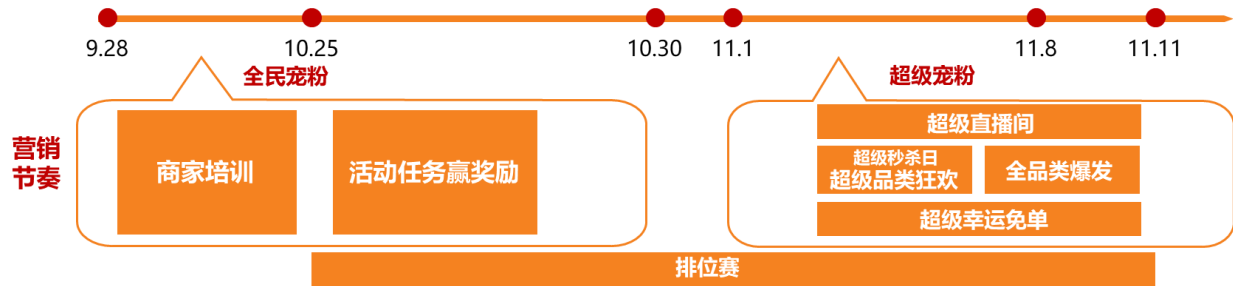 9.28
10.25
10.30
11.1
11.8
11.11
全民宠粉
超级宠粉
营销
节奏
商家培训
活动任务赢奖励
超级直播间
超级秒杀日
超级品类狂欢
全品类爆发
超级幸运免单
排位赛